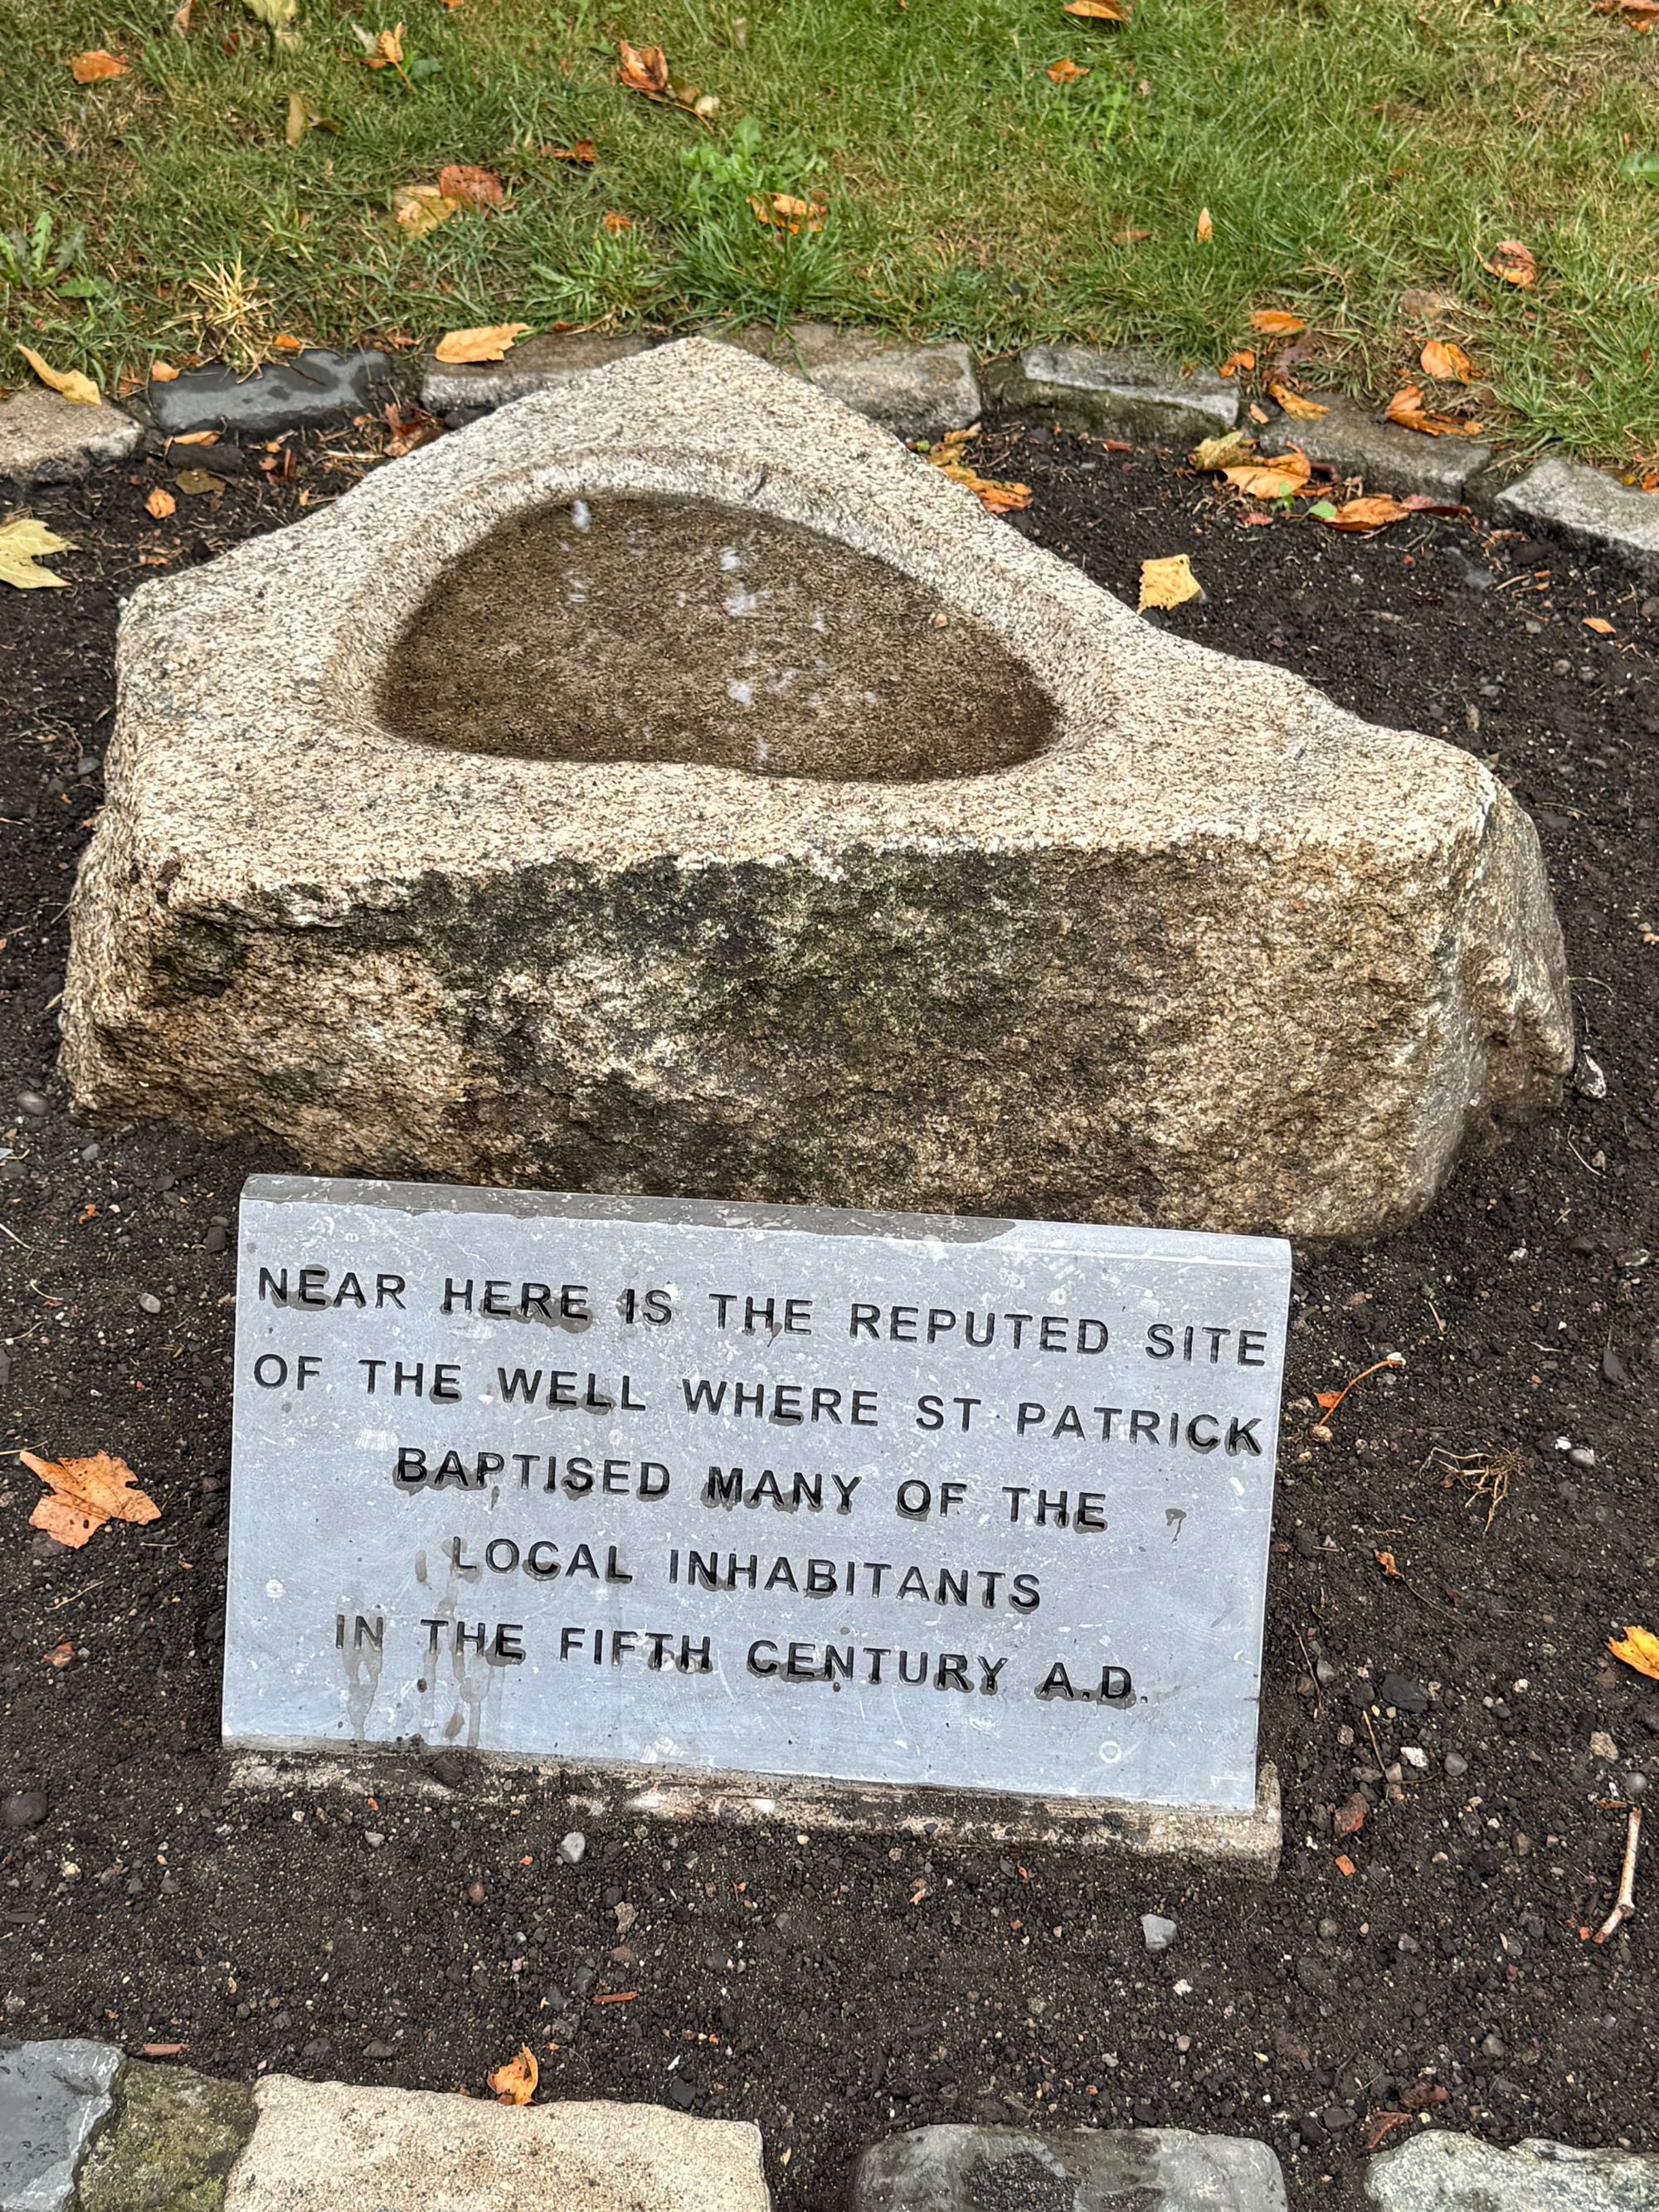 NEAR HERE IS THE REPUTED SITE
OF THE WELL WHERE ST PATRICK
BAPTISED MANY OF THE
LOCAL INHABITANTS
IN THE FIFTH CENTURY A.D.